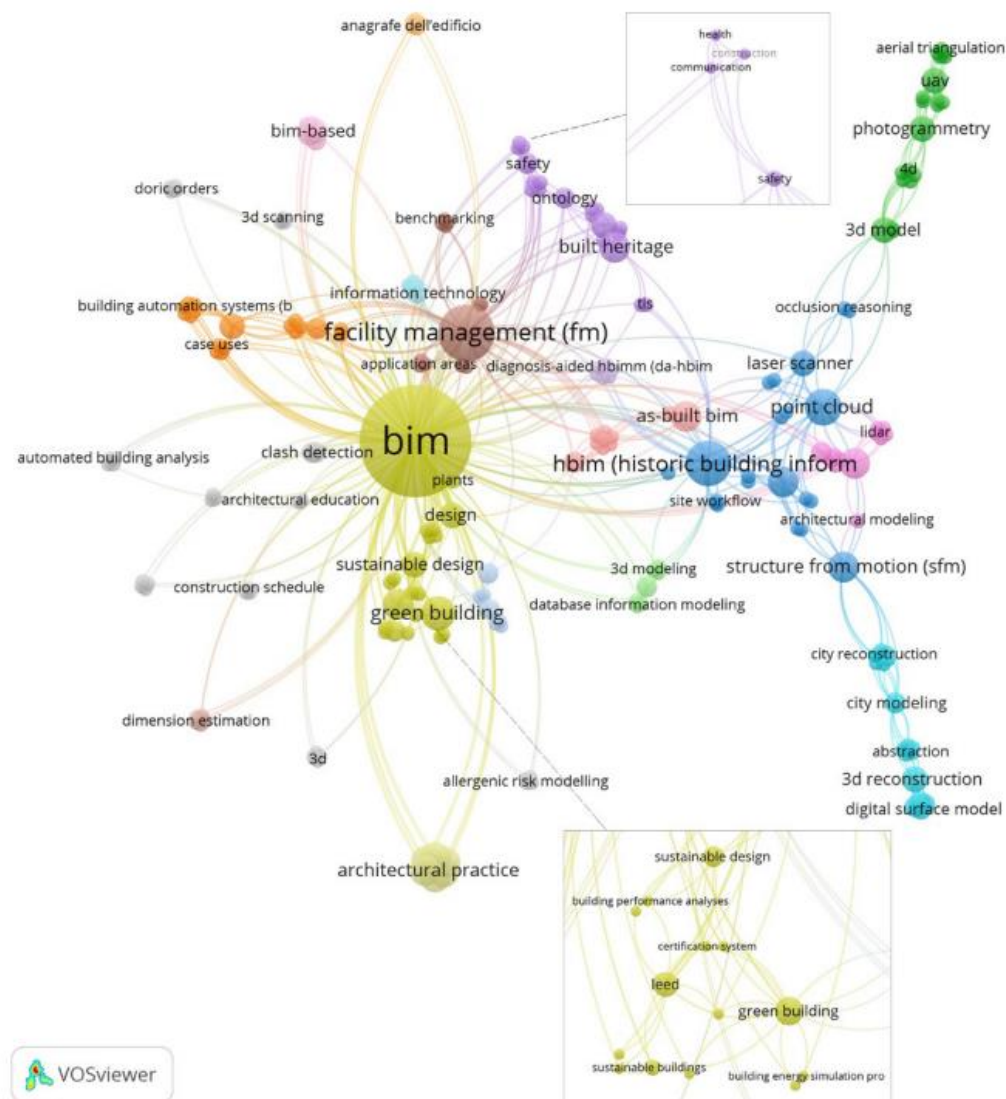 anagrafe dell'edificio
health
construction
communication
safety
aerial triangulation
uav
photogrammetry
4d
3d model
bim-based
doric orders
3d scanning
benchmarking
safety
ontology
built heritage
building automation systems (b
information technology
tls
occlusion reasoning
case uses
facility management (fm)
application areas
diagnosis-aided hbimm (da-hbim
laser scanner
as-built bim
point cloud
lidar
bim
automated building analysis
clash detection
plants
hbim (historic building inform
architectural education
site workflow
architectural modeling
design
sustainable design
3d modeling
structure from motion (sfm)
construction schedule
green building
database information modeling
city reconstruction
city modeling
dimension estimation
abstraction
3d
allergenic risk modelling
3d reconstruction
digital surface model
architectural practice
sustainable design
building performance analyses
certification system
leed
green building
sustainable buildings
building energy simulation pro
VOSviewer